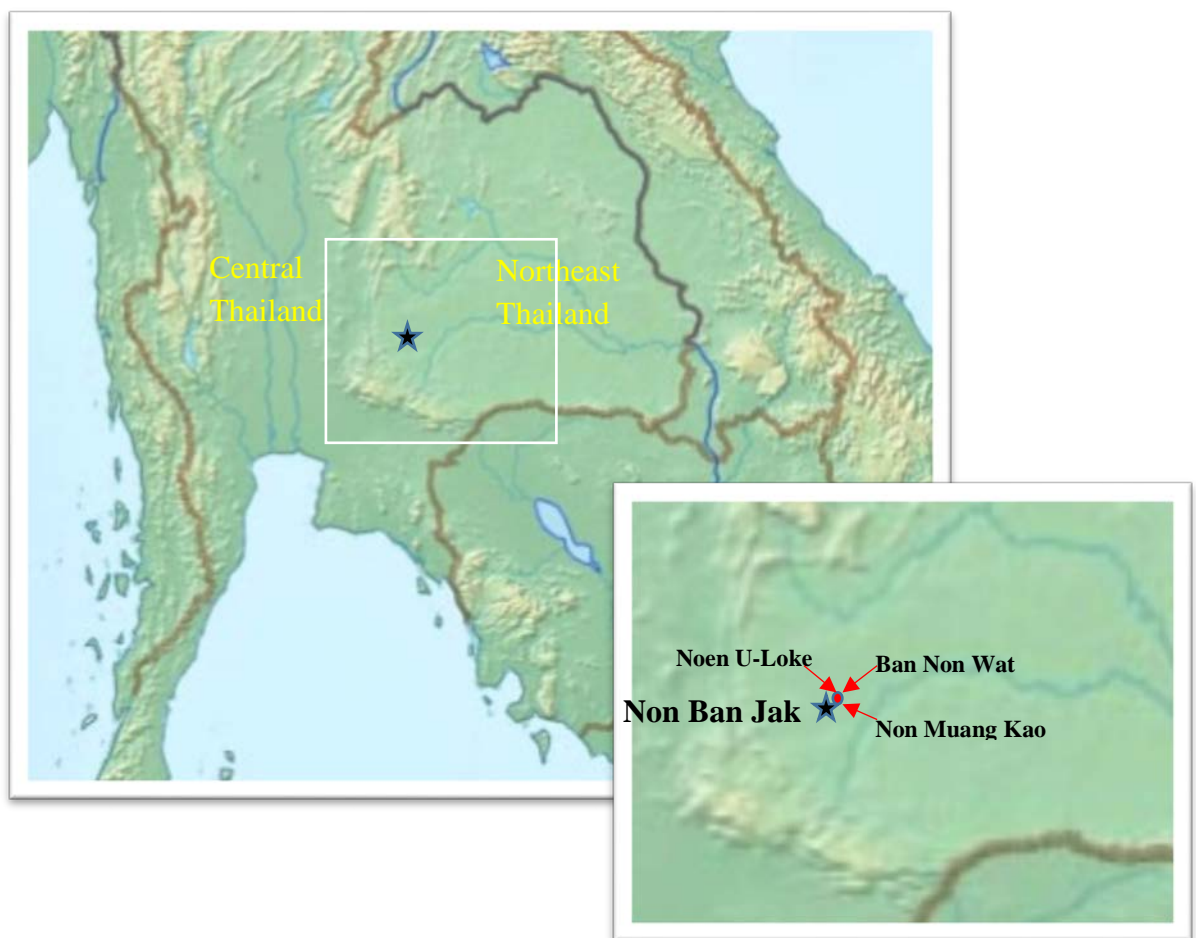 Central
Thailand
Northeast
Thailand
Noen U-Loke
Ban Non Wat
Non Ban Jak
Non Muang Kao